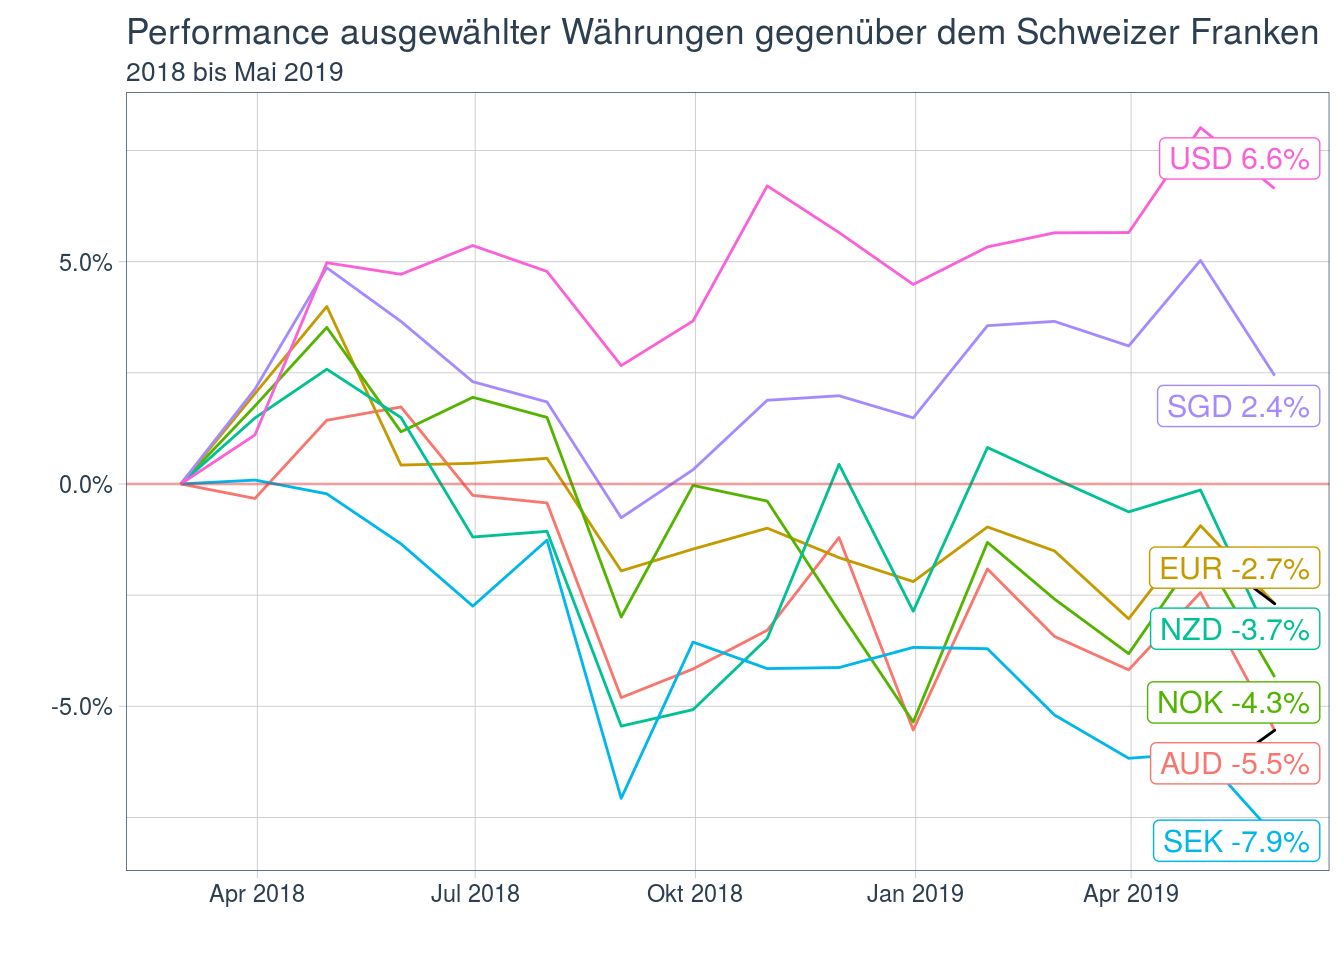 Performance ausgewählter Währungen gegenüber dem Schweizer Franken
2018 bis Mai 2019
USD 6.6%
5.0%
SGD 2.4%
0.0%
EUR -2.7%
NZD -3.7%
NOK -4.3%
-5.0%
AUD -5.5%
SEK -7.9%
Apr 2018 Jul 2018 Okt 2018 Jan 2019 Apr 2019